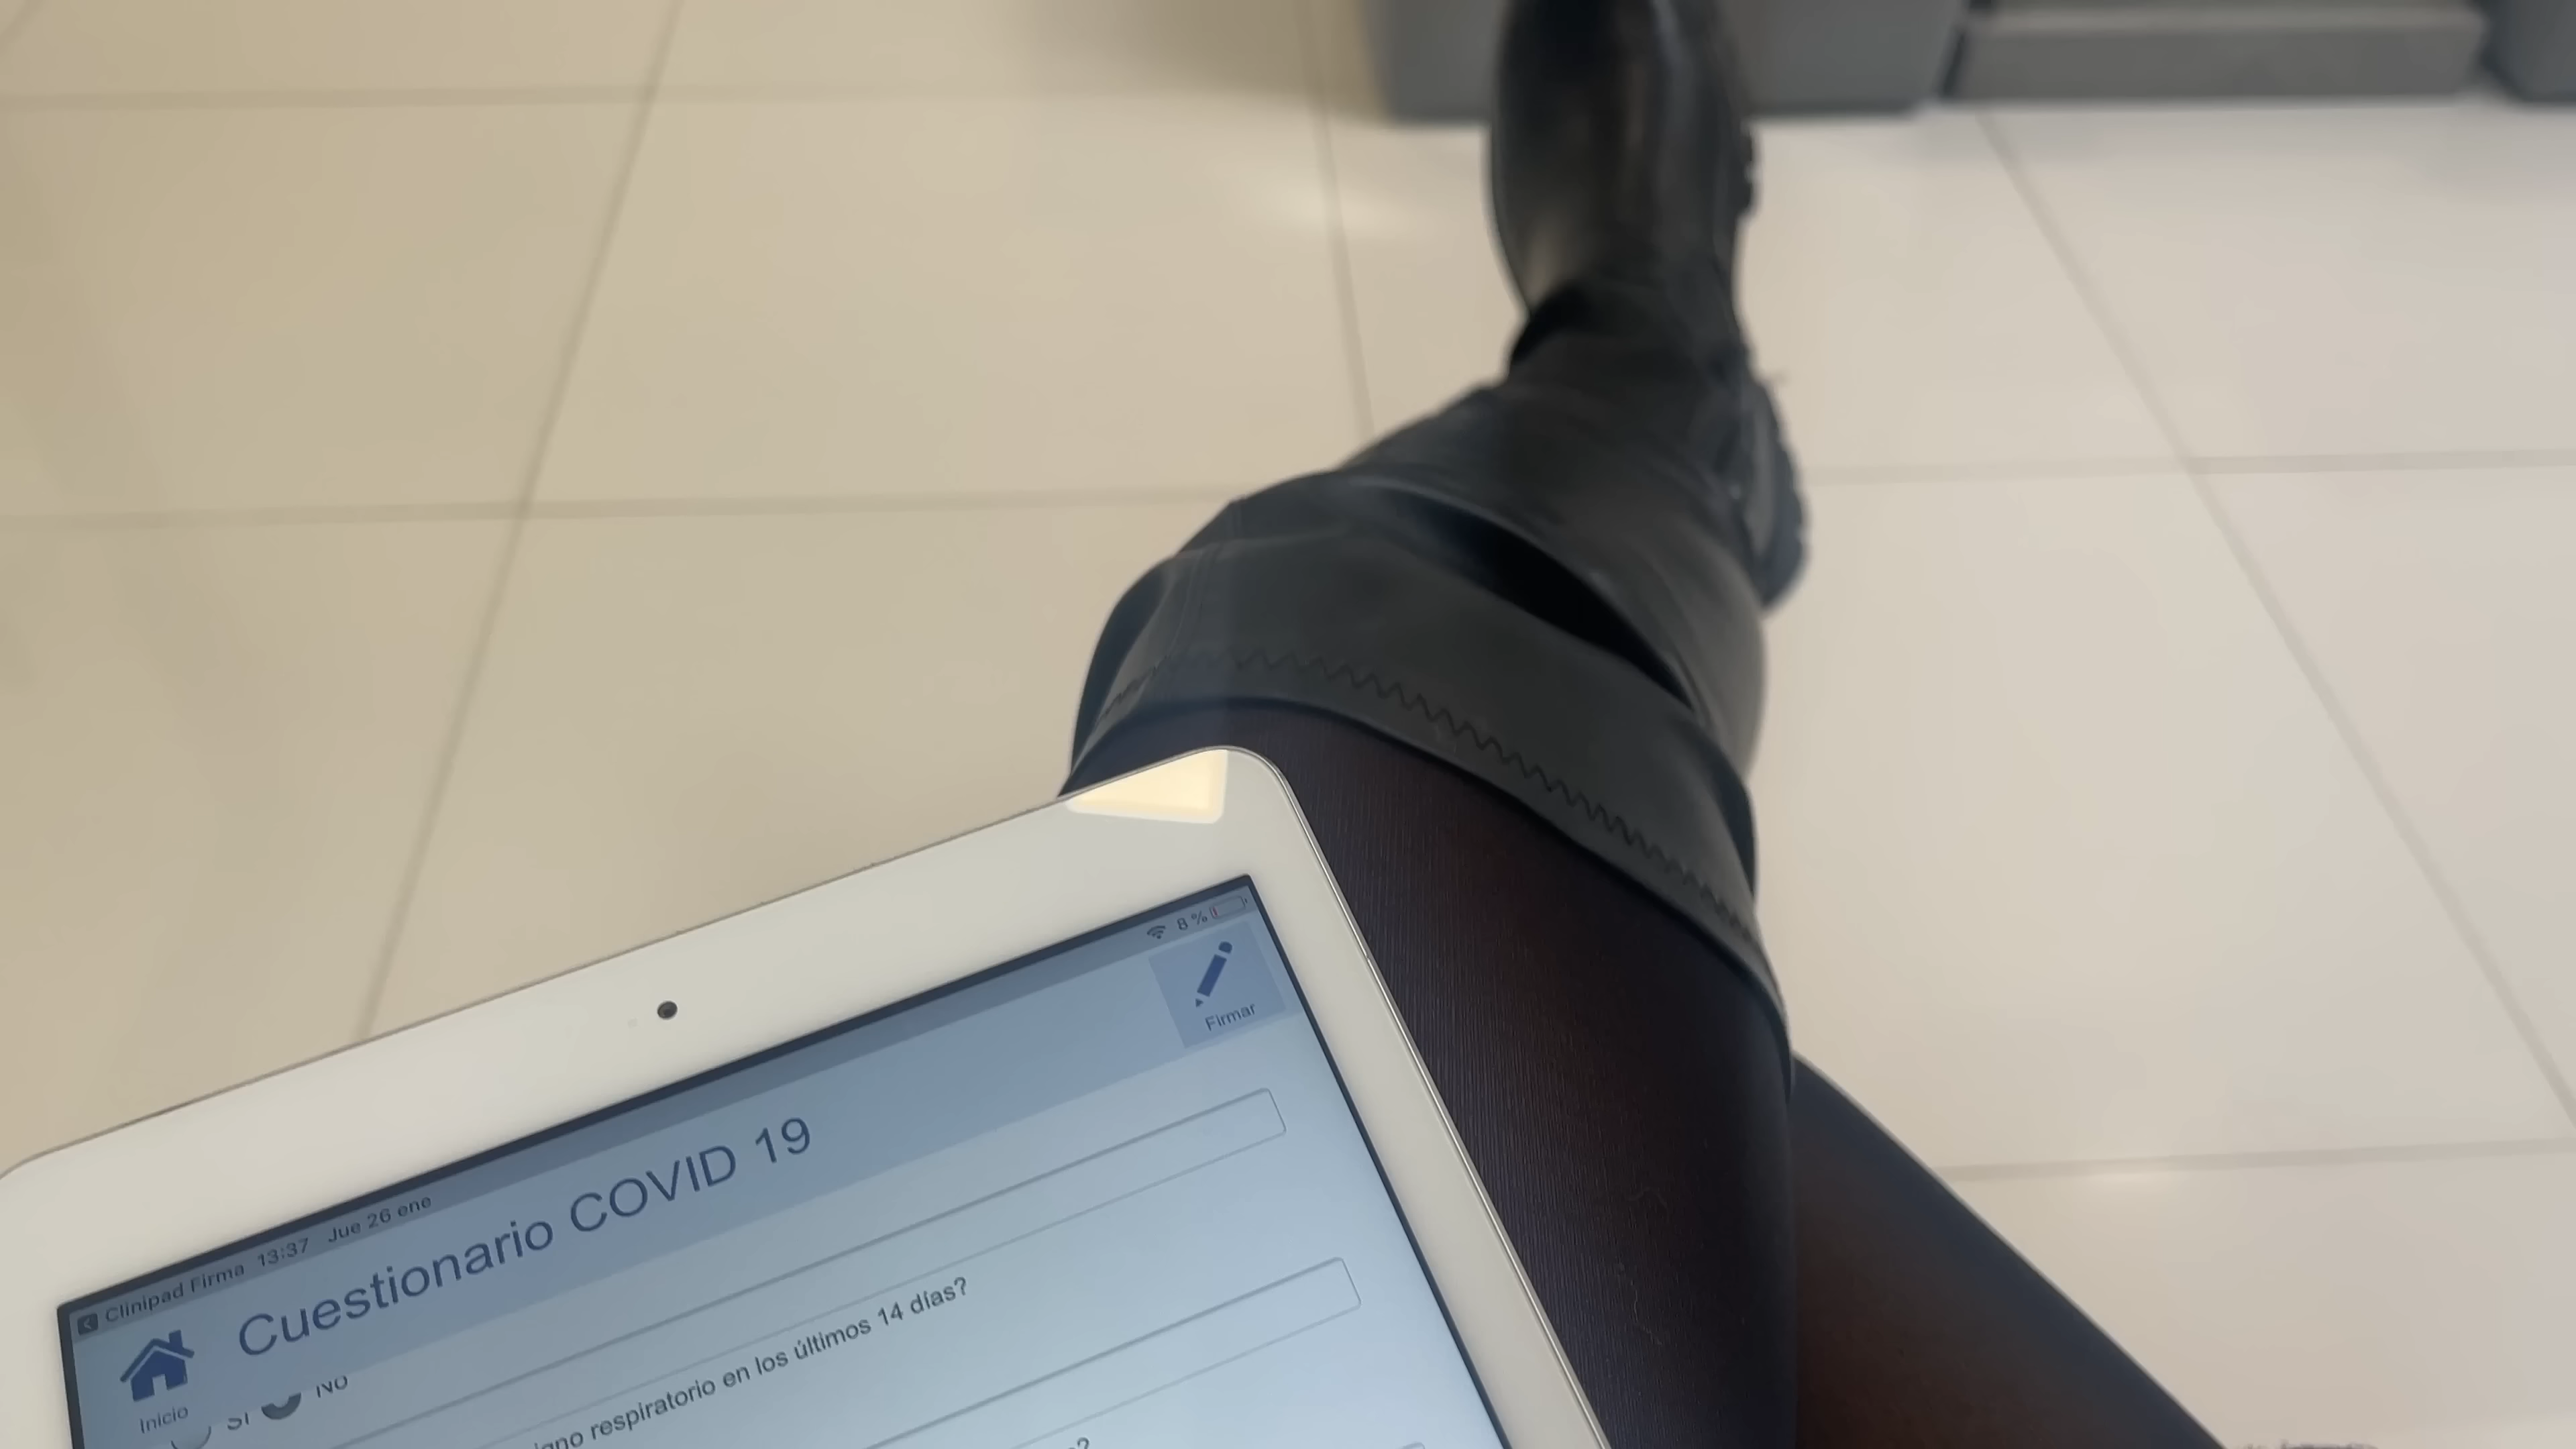 Clinipad Firma 13:37 Jue 26 ene 8 %
Cuestionario COVID 19
Firmar
Inicio
SI NO
respiratorio en los últimos 14 días?